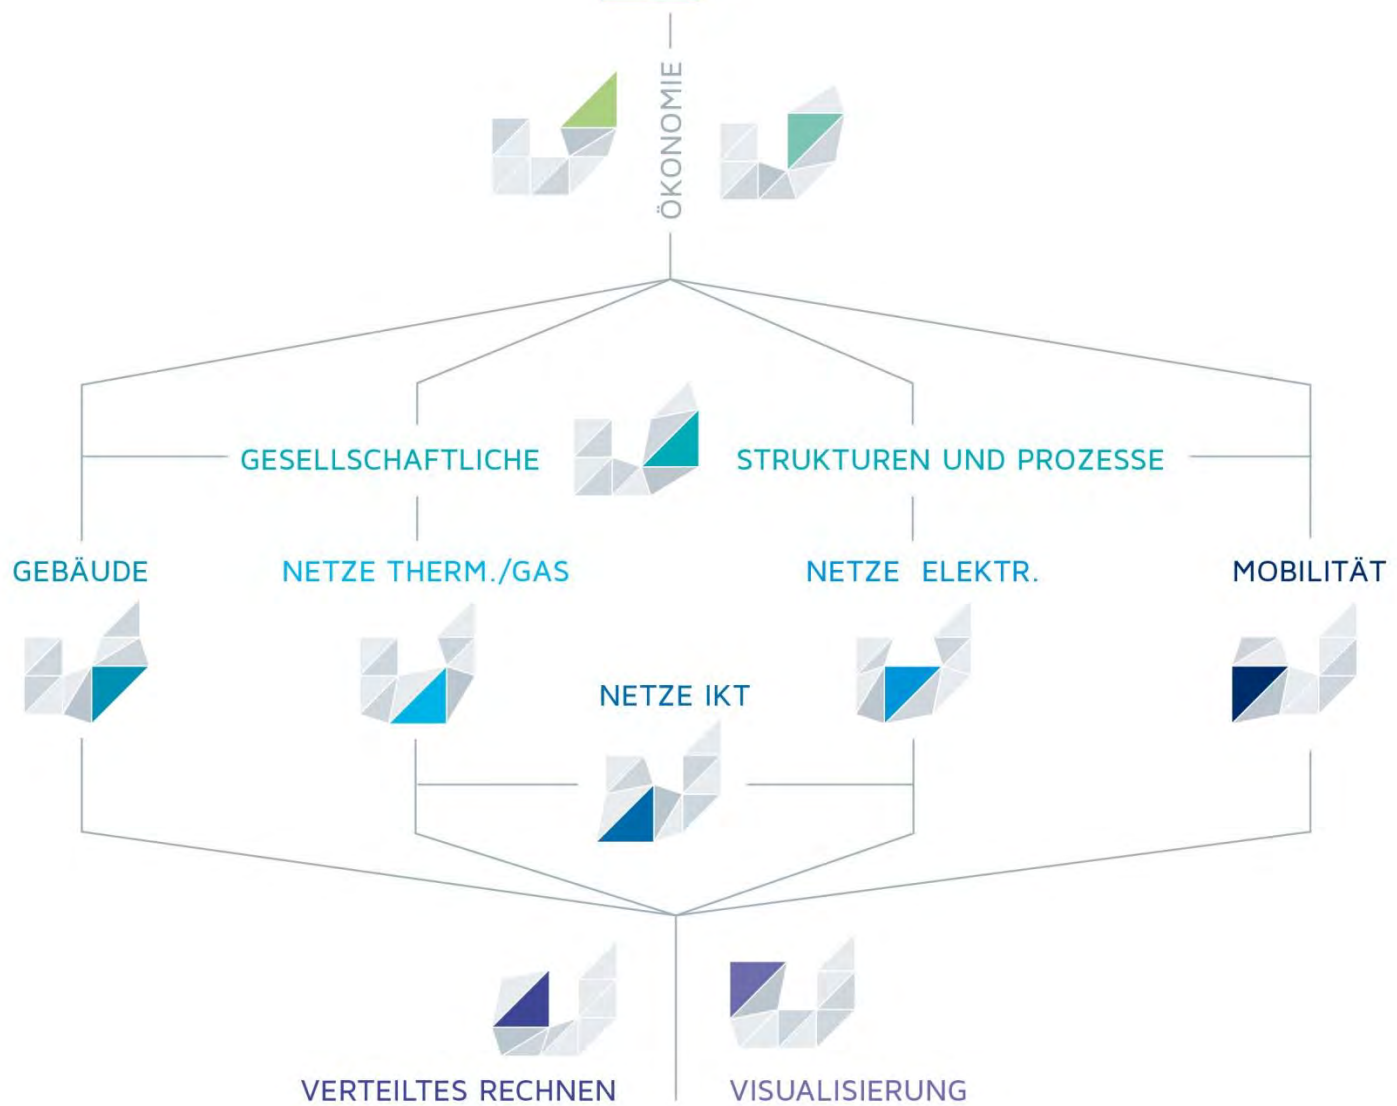 ÖKONOMIE
GESELLSCHAFTLICHE STRUKTUREN UND PROZESSE
GEBÄUDE
NETZE THERM./GAS
NETZE ELEKTR.
MOBILITÄT
NETZE IKT
VERTEILTES RECHNEN
VISUALISIERUNG